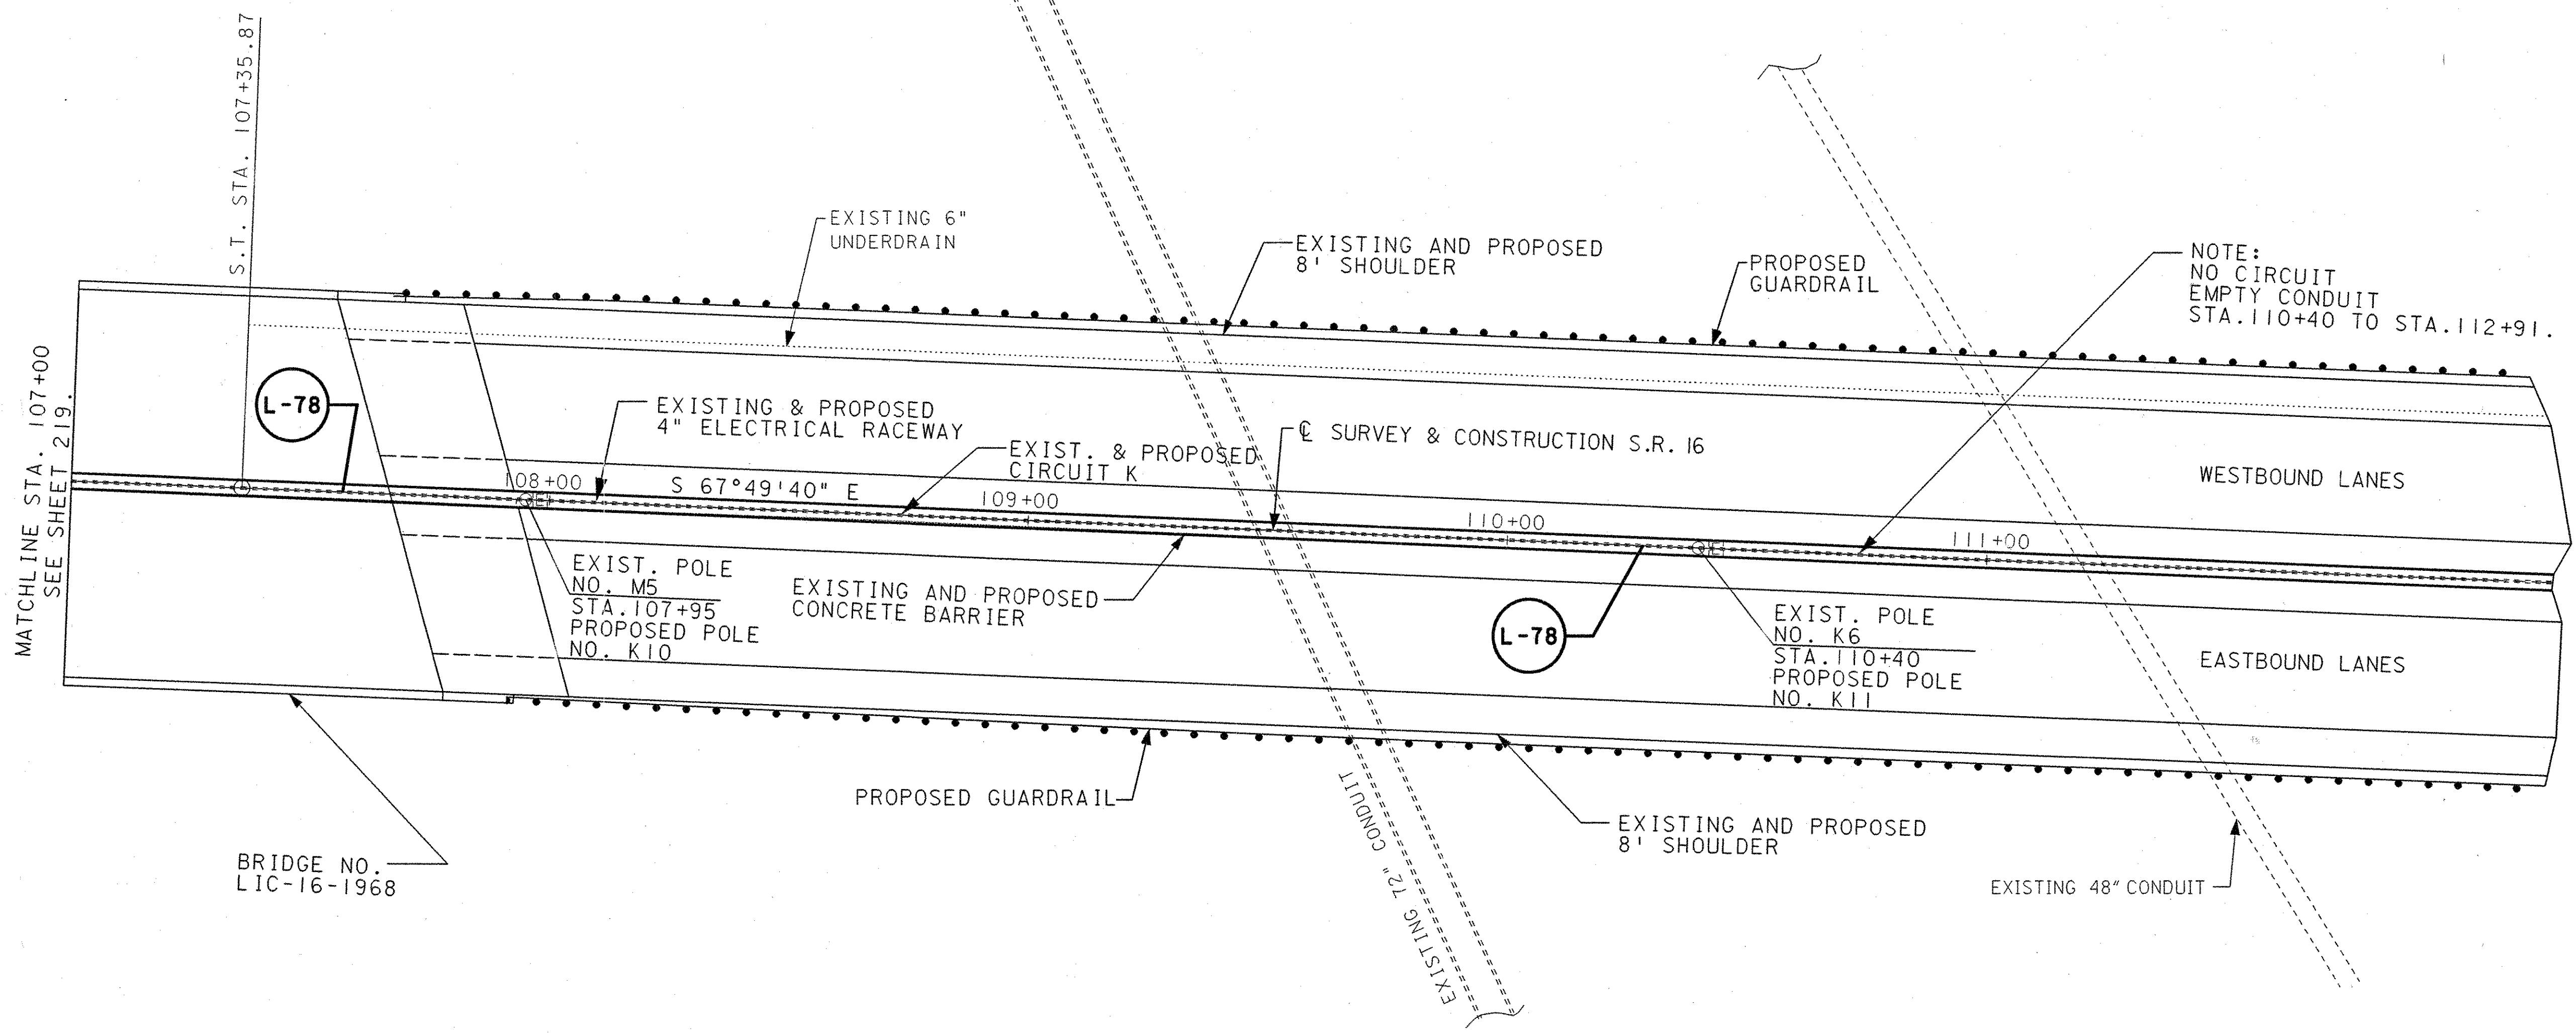 S.T. STA. 107+35.87
EXISTING 6"
UNDERDRAIN
EXISTING AND PROPOSED
8' SHOULDER
PROPOSED
GUARDRAIL
NOTE:
NO CIRCUIT
EMPTY CONDUIT
STA.110+40 TO STA.112+91.
MATCHLINE STA. 107+00
SEE SHEET 219.
L-78
EXISTING & PROPOSED
4" ELECTRICAL RACEWAY
EXIST. & PROPOSED
CIRCUIT K
℄ SURVEY & CONSTRUCTION S.R. 16
WESTBOUND LANES
108+00
S 67°49'40" E
109+00
110+00
111+00
EXIST. POLE
NO. M5
STA.107+95
PROPOSED POLE
NO. K10
EXISTING AND PROPOSED
CONCRETE BARRIER
L-78
EXIST. POLE
NO. K6
STA.110+40
PROPOSED POLE
NO. K11
EASTBOUND LANES
PROPOSED GUARDRAIL
EXISTING 72" CONDUIT
EXISTING AND PROPOSED
8' SHOULDER
BRIDGE NO.
LIC-16-1968
EXISTING 48" CONDUIT